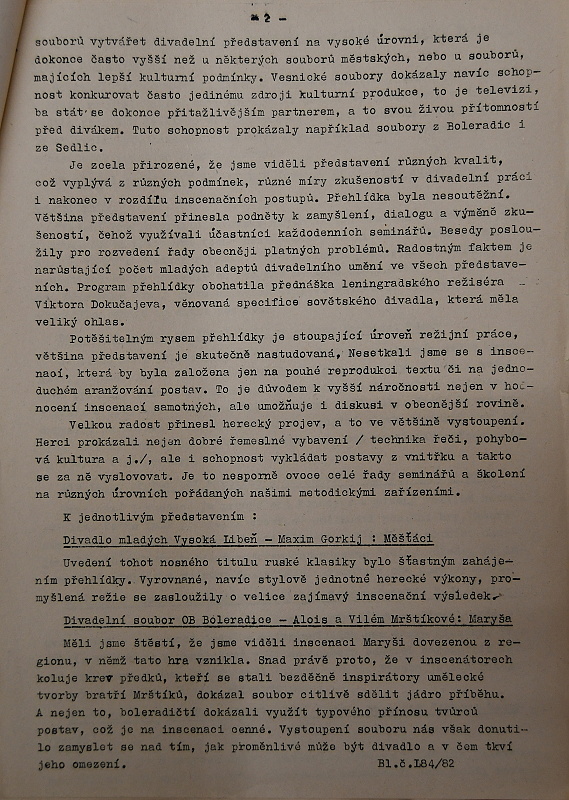 - 2 -
souborů vytvářet divadelní představení na vysoké úrovni, která je
dokonce často vyšší než u některých souborů městských, nebo u souborů,
majících lepší kulturní podmínky. Vesnické soubory dokázaly navíc schop-
nost konkurovat často jedinému zdroji kulturní produkce, to je televizi,
ba stát se dokonce přitažlivějším partnerem, a to svou živou přítomností
před divákem. Tuto schopnost prokázaly například soubory z Boleradic i
ze Sedlic.
Je zcela přirozené, že jsme viděli představení různých kvalit,
což vyplývá z různých podmínek, různé míry zkušeností v divadelní práci
i nakonec v rozdílu inscenačních postupů. Přehlídka byla nesoutěžní.
Většina představení přinesla podněty k zamyšlení, dialogu a výměně zku-
šeností, čehož využívali účastníci každodenních seminářů. Besedy poslou-
žily pro rozvedení řady obecněji platných problémů. Radostným faktem je
narůstající počet mladých adeptů divadelního umění ve všech představe-
ních. Program přehlídky obohatila přednáška leningradského režiséra
Viktora Dokučajeva, věnovaná specifice sovětského divadla, která měla
veliký ohlas.
Potěšitelným rysem přehlídky je stoupající úroveň režijní práce,
většina představení je skutečně nastudovaná, Nesetkali jsme se s insce-
nací, která by byla založena jen na pouhé reprodukci textu či na jedno-
duchém aranžování postav. To je důvodem k vyšší náročnosti nejen v hod-
nocení inscenací samotných, ale umožňuje i diskusi v obecnější rovině.
Velkou radost přinesl herecký projev, a to ve většině vystoupení.
Herci prokázali nejen dobré řemeslné vybavení / technika řeči, pohybo-
vá kultura a j./, ale i schopnost vykládat postavy z vnitřku a takto
se za ně vyslovovat. Je to nesporně ovoce celé řady seminářů a školení
na různých úrovních pořádaných našimi metodickými zařízeními.
K jednotlivým představením :
Divadlo mladých Vysoká Libeň - Maxim Gorkij : Měšťáci
Uvedení tohot nosného titulu ruské klasiky bylo šťastným zaháje-
ním přehlídky. Vyrovnané, navíc stylově jednotné herecké výkony, pro-
myšlená režie se zasloužily o velice zajímavý inscenační výsledek.
Divadelní soubor OB Boleradice - Alois a Vilém Mrštíkové: Maryša
Měli jsme štěstí, že jsme viděli inscenaci Maryši dovezenou z re-
gionu, v němž tato hra vznikla. Snad právě proto, že v inscenátorech
koluje krev předků, kteří se stali bezděčně inspirátory umělecké
tvorby bratří Mrštíků, dokázal soubor citlivě sdělit jádro příběhu.
A nejen to, boleradičtí dokázali využít typového přínosu tvůrců
postav, což je na inscenaci cenné. Vystoupení souboru nás však donuti-
lo zamyslet se nad tím, jak proměnlivé může být divadlo a v čem tkví
jeho omezení. Bl.č.184/82